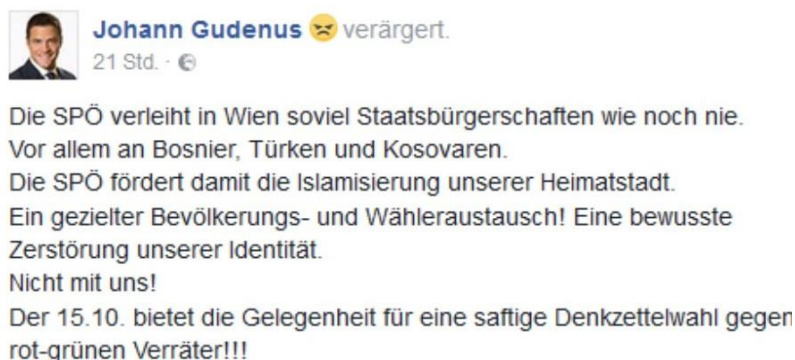 Johann Gudenus 😠 verärgert.
21 Std. ·
Die SPÖ verleiht in Wien soviel Staatsbürgerschaften wie noch nie.
Vor allem an Bosnier, Türken und Kosovaren.
Die SPÖ fördert damit die Islamisierung unserer Heimatstadt.
Ein gezielter Bevölkerungs- und Wähleraustausch! Eine bewusste
Zerstörung unserer Identität.
Nicht mit uns!
Der 15.10. bietet die Gelegenheit für eine saftige Denkzettelwahl gegen
rot-grünen Verräter!!!